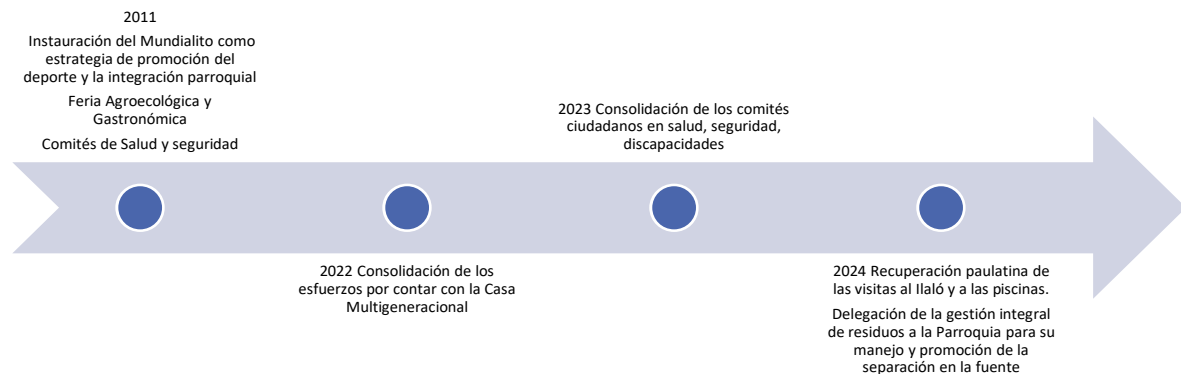 2011
Instauración del Mundialito como
estrategia de promoción del
deporte y la integración parroquial
Feria Agroecológica y
Gastronómica
Comités de Salud y seguridad
2022 Consolidación de los
esfuerzos por contar con la Casa
Multigeneracional
2023 Consolidación de los comités
ciudadanos en salud, seguridad,
discapacidades
2024 Recuperación paulatina de
las visitas al Ilaló y a las piscinas.
Delegación de la gestión integral
de residuos a la Parroquia para su
manejo y promoción de la
separación en la fuente